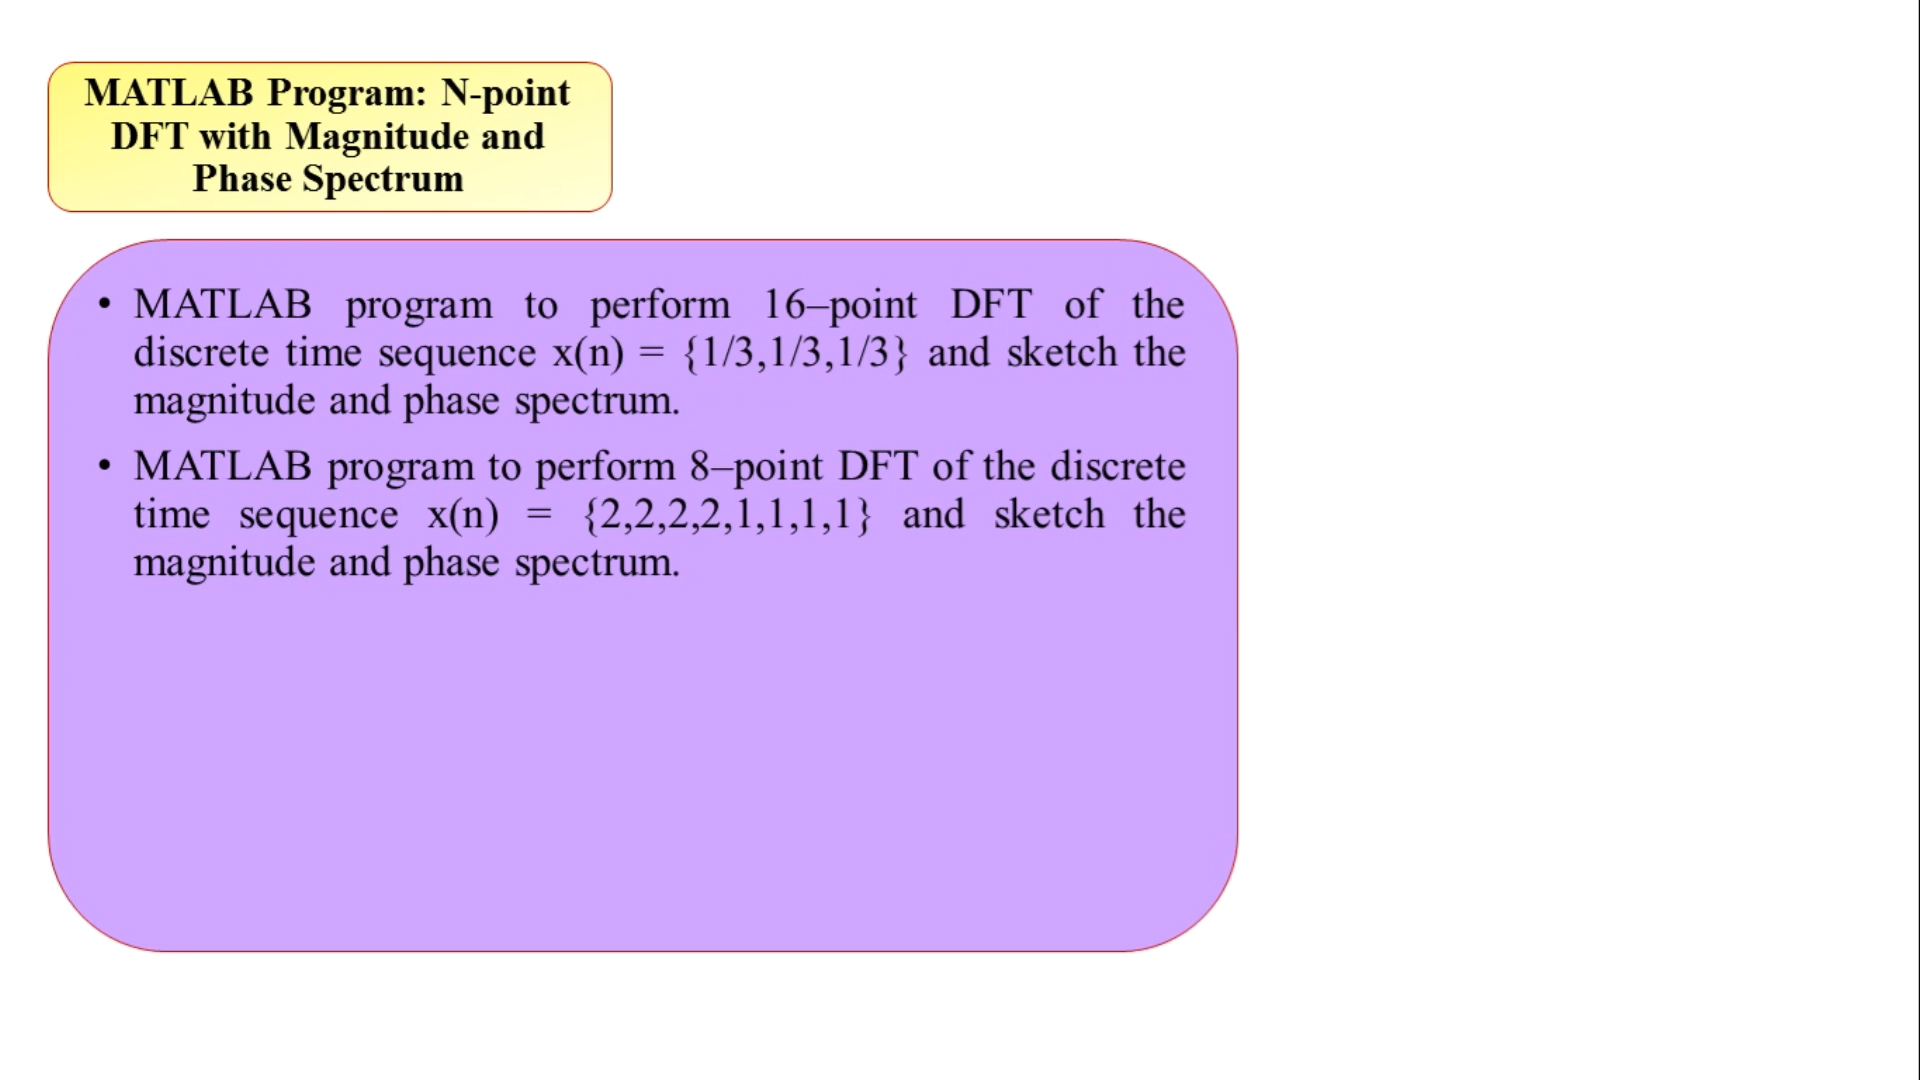 MATLAB Program: N-point
DFT with Magnitude and
Phase Spectrum
• MATLAB program to perform 16–point DFT of the
discrete time sequence x(n) = {1/3,1/3,1/3} and sketch the
magnitude and phase spectrum.
• MATLAB program to perform 8–point DFT of the discrete
time sequence x(n) = {2,2,2,2,1,1,1,1} and sketch the
magnitude and phase spectrum.